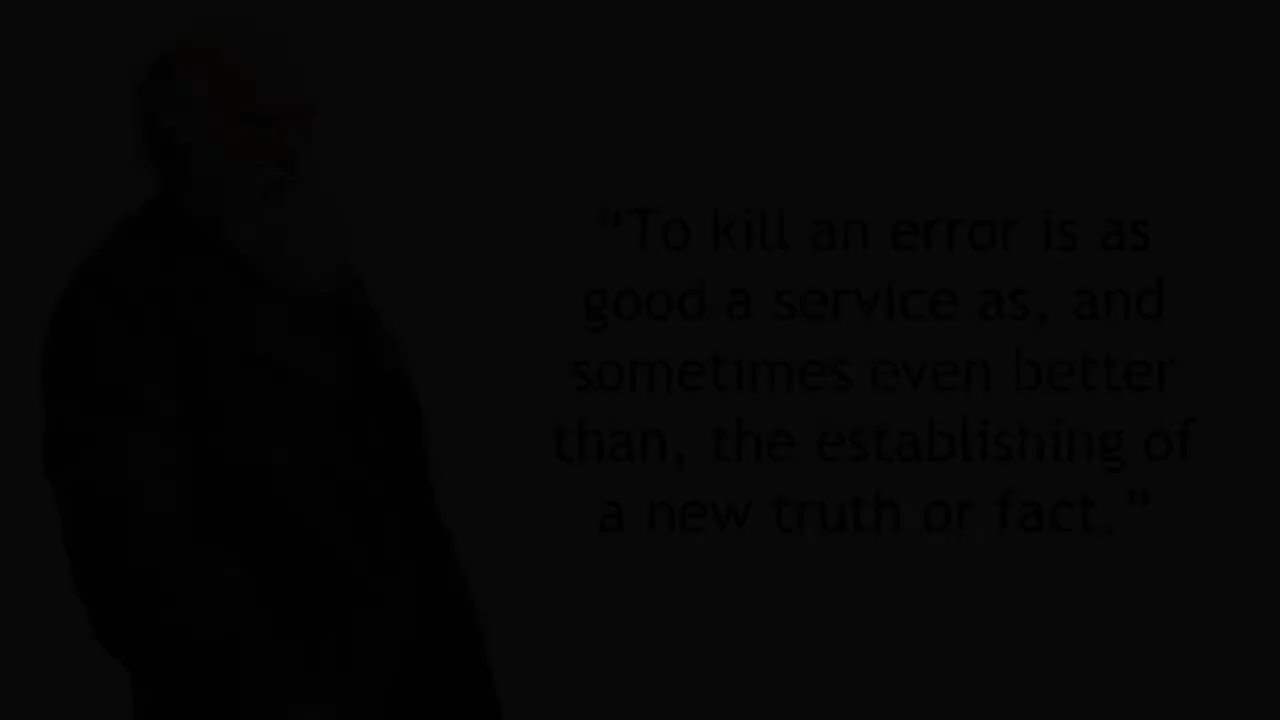 “To kill an error is as
good a service as, and
sometimes even better
than, the establishing of
a new truth or fact.”